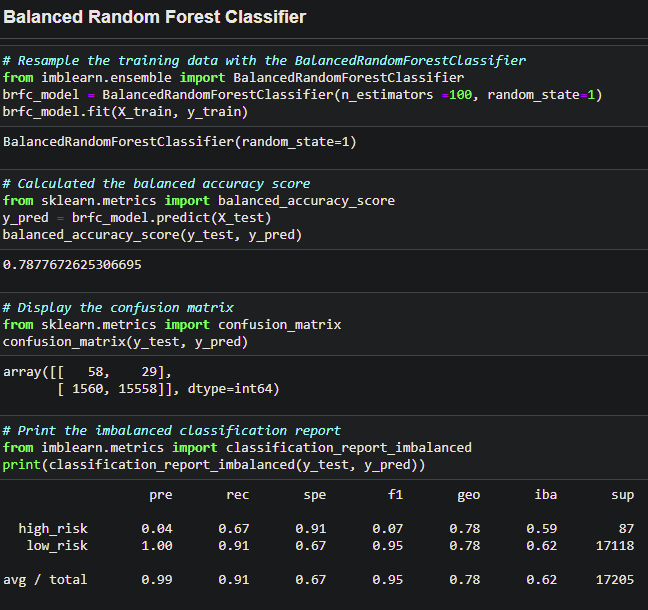 Balanced Random Forest Classifier
# Resample the training data with the BalancedRandomForestClassifier
from imblearn.ensemble import BalancedRandomForestClassifier
brfc_model = BalancedRandomForestClassifier(n_estimators =100, random_state=1)
brfc_model.fit(X_train, y_train)
BalancedRandomForestClassifier(random_state=1)
# Calculated the balanced accuracy score
from sklearn.metrics import balanced_accuracy_score
y_pred = brfc_model.predict(X_test)
balanced_accuracy_score(y_test, y_pred)
0.7877672625306695
# Display the confusion matrix
from sklearn.metrics import confusion_matrix
confusion_matrix(y_test, y_pred)
array([[   58,    29],
       [ 1560, 15558]], dtype=int64)
# Print the imbalanced classification report
from imblearn.metrics import classification_report_imbalanced
print(classification_report_imbalanced(y_test, y_pred))
                   pre       rec       spe        f1       geo       iba       sup
  high_risk       0.04      0.67      0.91      0.07      0.78      0.59        87
   low_risk       1.00      0.91      0.67      0.95      0.78      0.62     17118
avg / total       0.99      0.91      0.67      0.95      0.78      0.62     17205